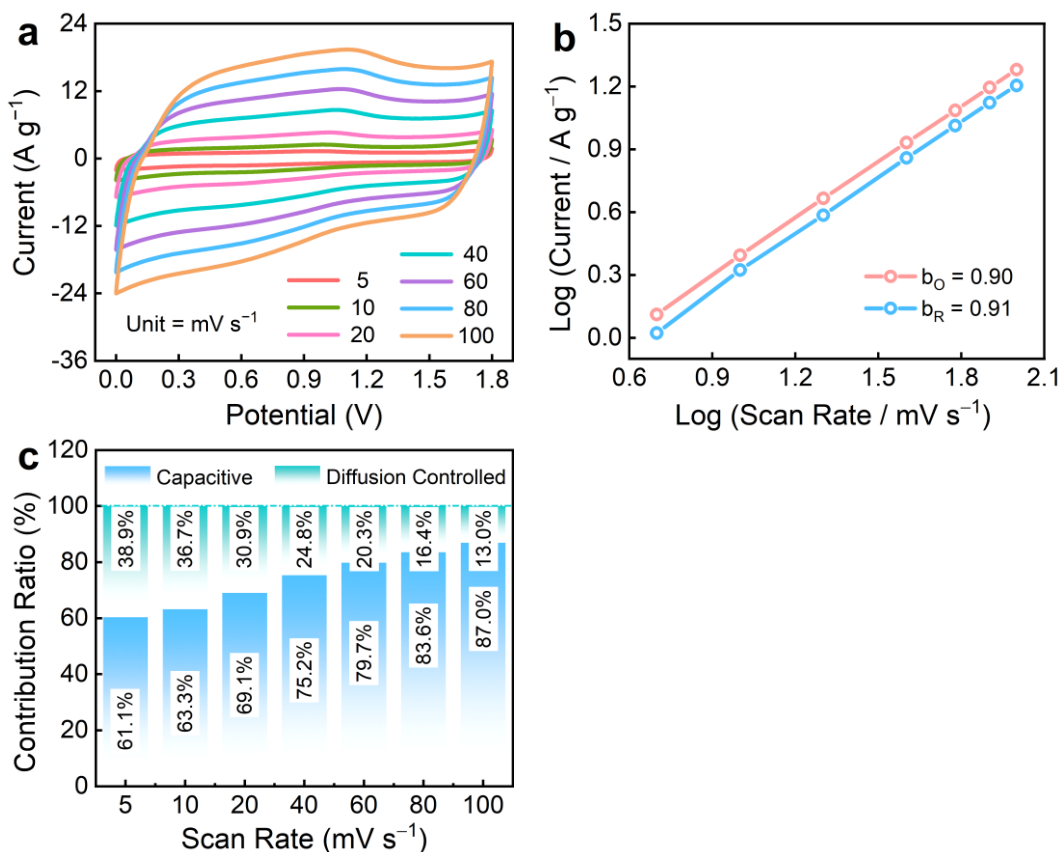 a
Current (A g⁻¹)
24
12
0
-12
-24
-36
0.0 0.3 0.6 0.9 1.2 1.5 1.8
Potential (V)
Unit = mV s⁻¹
5
10
20
40
60
80
100
b
Log (Current / A g⁻¹)
1.5
1.2
0.9
0.6
0.3
0.0
0.6 0.9 1.2 1.5 1.8 2.1
Log (Scan Rate / mV s⁻¹)
b_O = 0.90
b_R = 0.91
c
Contribution Ratio (%)
120
100
80
60
40
20
0
Capacitive
Diffusion Controlled
38.9% 36.7% 30.9% 24.8% 20.3% 16.4% 13.0%
61.1% 63.3% 69.1% 75.2% 79.7% 83.6% 87.0%
5 10 20 40 60 80 100
Scan Rate (mV s⁻¹)